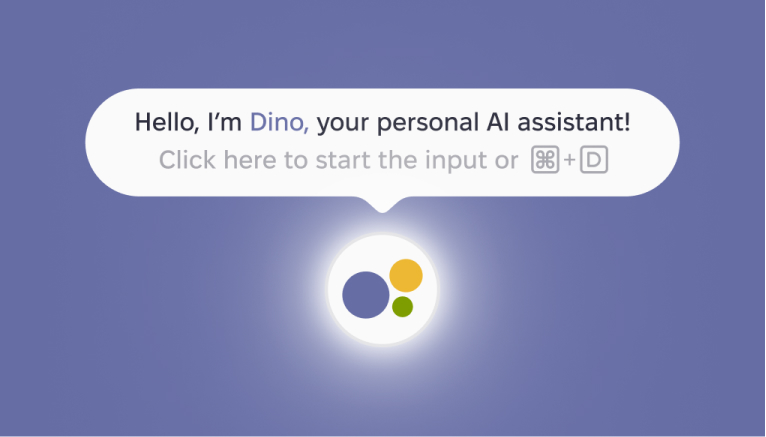 Hello, I'm Dino, your personal AI assistant!
Click here to start the input or ⌘+D